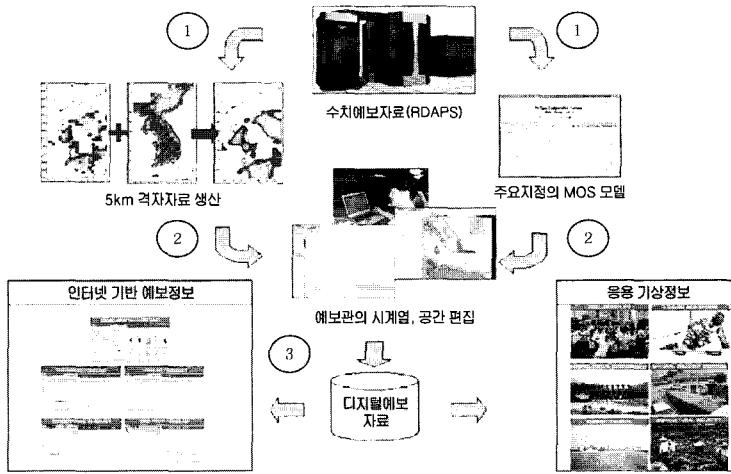 1
1
수치예보자료(RDAPS)
5km 격자자료 생산
주요지점의 MOS 모델
2
2
예보관의 시계열, 공간 편집
인터넷 기반 예보정보
응용 기상정보
3
디지털예보
자료